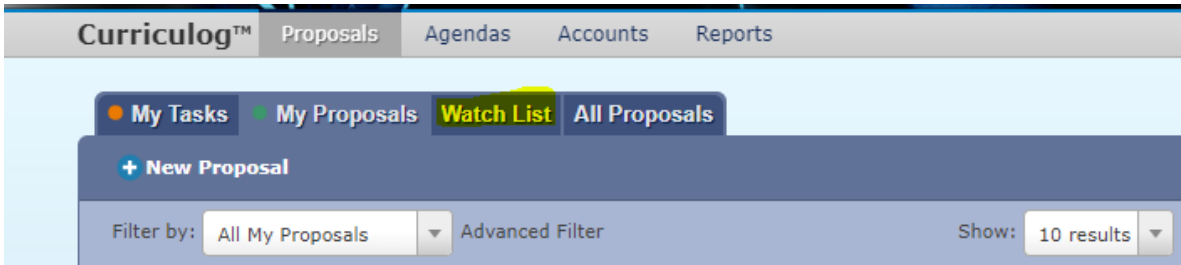 Curriculog™ Proposals Agendas Accounts Reports
My Tasks My Proposals Watch List All Proposals
New Proposal
Filter by: All My Proposals Advanced Filter Show: 10 results